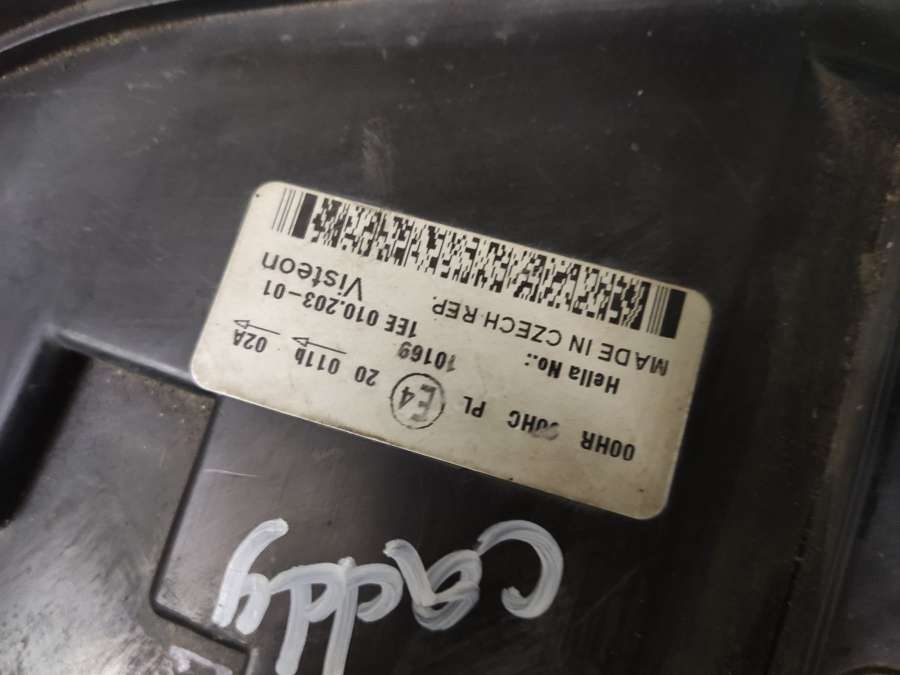 00HR 00HC PL E4 20 011b 02A
10169
Hella No.: 1EE 010.203-01
MADE IN CZECH REP. Visteon
Caddy